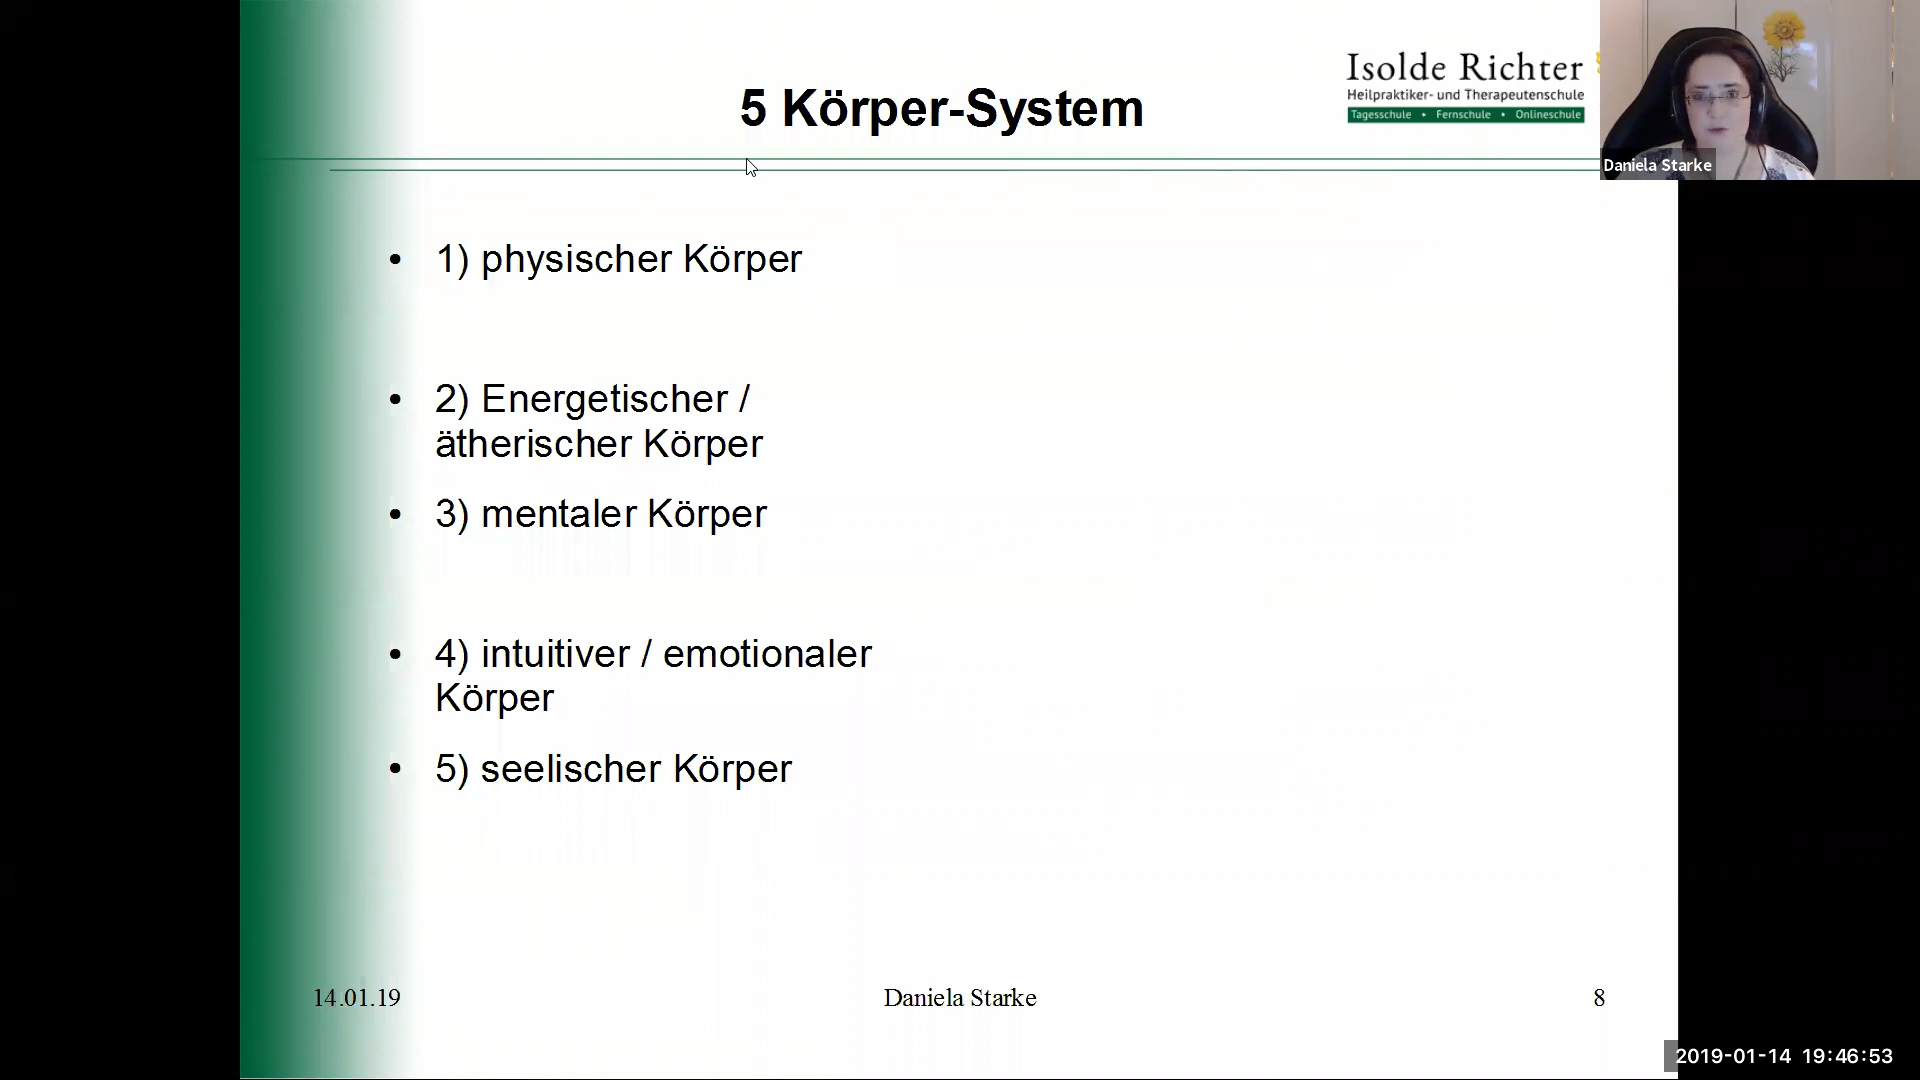 5 Körper-System
Isolde Richter
Heilpraktiker- und Therapeutenschule
Tagesschule • Fernschule • Onlineschule
Daniela Starke
• 1) physischer Körper
• 2) Energetischer /
ätherischer Körper
• 3) mentaler Körper
• 4) intuitiver / emotionaler
Körper
• 5) seelischer Körper
14.01.19
Daniela Starke
8
2019-01-14 19:46:53